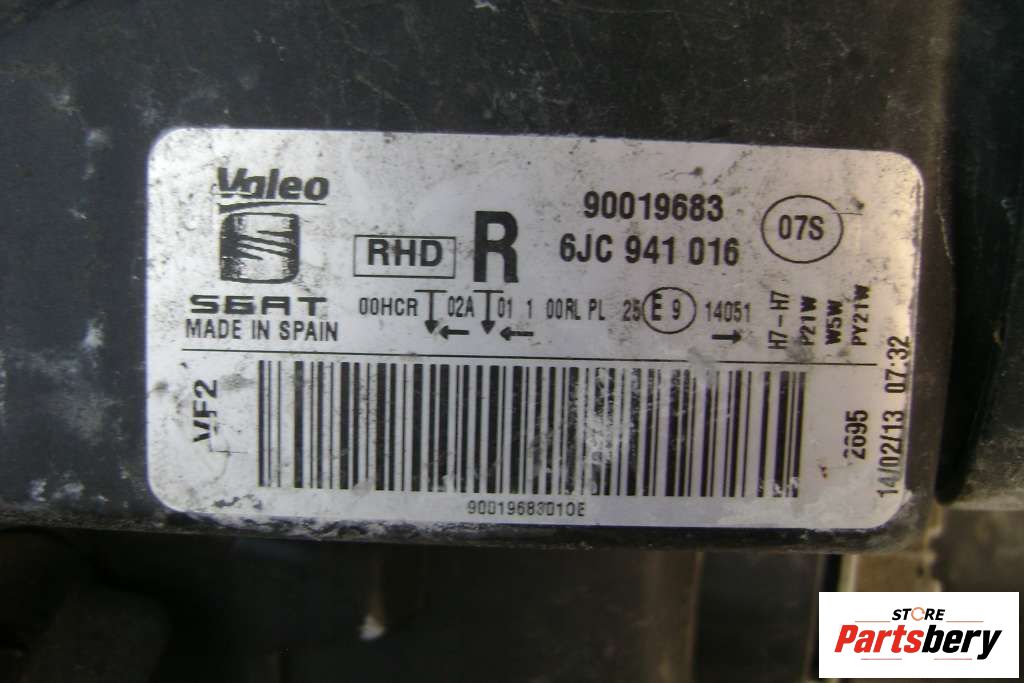 Valeo
SEAT
MADE IN SPAIN
RHD
R
90019683
6JC 941 016
07S
00HCR 02A 01 1 00RL PL 25 E 9 14051
H7-H7
P21W
W5W
PY21W
VF2
2695
14/02/13 07:32
90019683010E
STORE
Partsbery